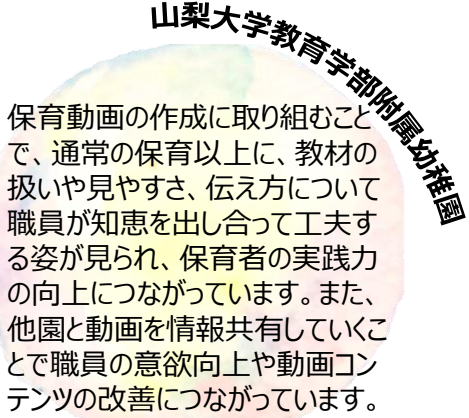 山梨大学教育学部附属幼稚園
保育動画の作成に取り組むこと
で、通常の保育以上に、教材の
扱いや見やすさ、伝え方について
職員が知恵を出し合って工夫す
る姿が見られ、保育者の実践力
の向上につながっています。また、
他園と動画を情報共有していくこ
とで職員の意欲向上や動画コン
テンツの改善につながっています。